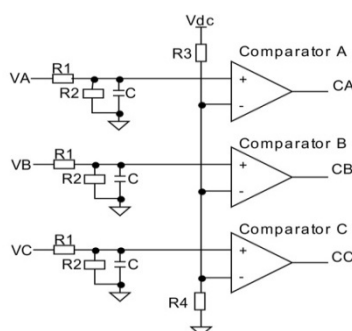 Vdc
R3
Comparator A
VA
R1
R2
C
+
-
CA
Comparator B
VB
R1
R2
C
+
-
CB
Comparator C
VC
R1
R2
C
+
-
CC
R4